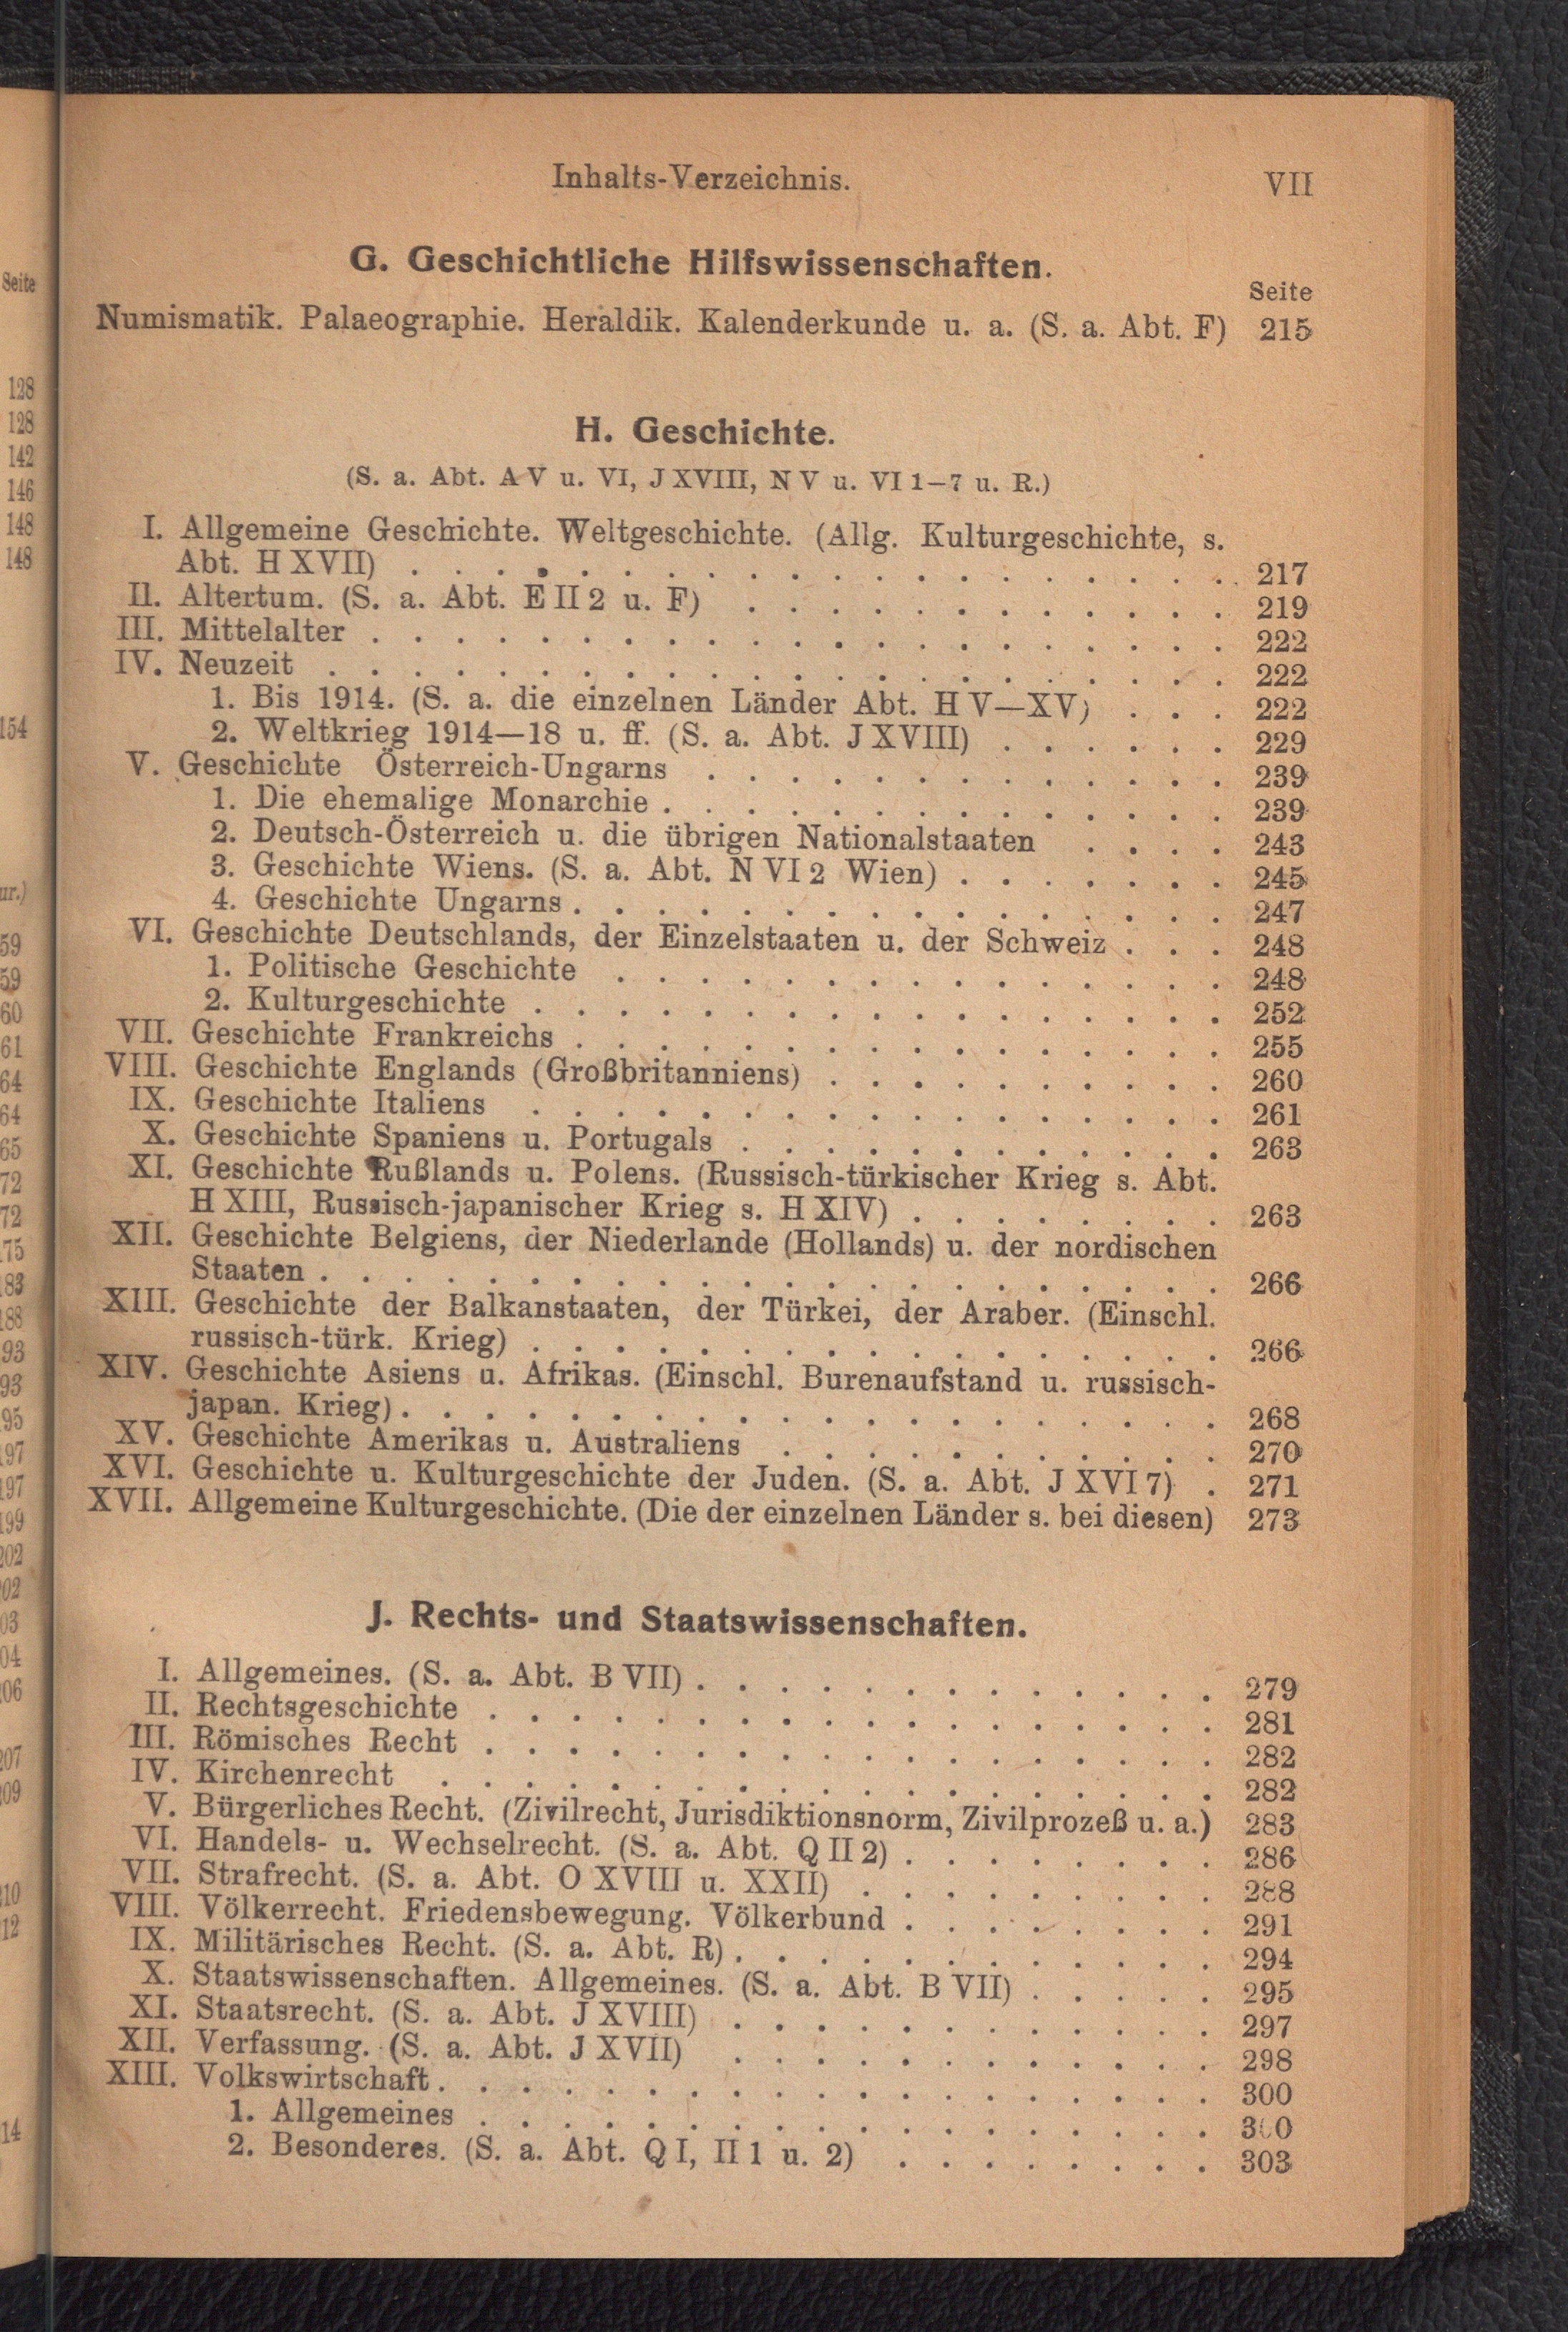 Inhalts-Verzeichnis. VII
G. Geschichtliche Hilfswissenschaften.
Seite
Numismatik. Palaeographie. Heraldik. Kalenderkunde u. a. (S. a. Abt. F) 215
H. Geschichte.
(S. a. Abt. A V u. VI, J XVIII, N V u. VI 1—7 u. R.)
I. Allgemeine Geschichte. Weltgeschichte. (Allg. Kulturgeschichte, s.
Abt. H XVII) . . . . . . . . . . . . . . . . . . . . 217
II. Altertum. (S. a. Abt. E II 2 u. F) . . . . . . . . . . . . 219
III. Mittelalter . . . . . . . . . . . . . . . . . . . . . 222
IV. Neuzeit . . . . . . . . . . . . . . . . . . . . . . 222
1. Bis 1914. (S. a. die einzelnen Länder Abt. H V—XV) . . . 222
2. Weltkrieg 1914—18 u. ff. (S. a. Abt. J XVIII) . . . . . . 229
V. Geschichte Österreich-Ungarns . . . . . . . . . . . . . 239
1. Die ehemalige Monarchie . . . . . . . . . . . . . . 239
2. Deutsch-Österreich u. die übrigen Nationalstaaten . . . . 243
3. Geschichte Wiens. (S. a. Abt. N VI 2 Wien) . . . . . . . 245
4. Geschichte Ungarns . . . . . . . . . . . . . . . . 247
VI. Geschichte Deutschlands, der Einzelstaaten u. der Schweiz . . . 248
1. Politische Geschichte . . . . . . . . . . . . . . . 248
2. Kulturgeschichte . . . . . . . . . . . . . . . . . 252
VII. Geschichte Frankreichs . . . . . . . . . . . . . . . . 255
VIII. Geschichte Englands (Großbritanniens) . . . . . . . . . . 260
IX. Geschichte Italiens . . . . . . . . . . . . . . . . . 261
X. Geschichte Spaniens u. Portugals . . . . . . . . . . . . 263
XI. Geschichte Rußlands u. Polens. (Russisch-türkischer Krieg s. Abt.
H XIII, Russisch-japanischer Krieg s. H XIV) . . . . . . . . 263
XII. Geschichte Belgiens, der Niederlande (Hollands) u. der nordischen
Staaten . . . . . . . . . . . . . . . . . . . . . . 266
XIII. Geschichte der Balkanstaaten, der Türkei, der Araber. (Einschl.
russisch-türk. Krieg) . . . . . . . . . . . . . . . . . 266
XIV. Geschichte Asiens u. Afrikas. (Einschl. Burenaufstand u. russisch-
japan. Krieg) . . . . . . . . . . . . . . . . . . . . 268
XV. Geschichte Amerikas u. Australiens . . . . . . . . . . . 270
XVI. Geschichte u. Kulturgeschichte der Juden. (S. a. Abt. J XVI 7) . 271
XVII. Allgemeine Kulturgeschichte. (Die der einzelnen Länder s. bei diesen) 273
J. Rechts- und Staatswissenschaften.
I. Allgemeines. (S. a. Abt. B VII) . . . . . . . . . . . . . 279
II. Rechtsgeschichte . . . . . . . . . . . . . . . . . . 281
III. Römisches Recht . . . . . . . . . . . . . . . . . . 282
IV. Kirchenrecht . . . . . . . . . . . . . . . . . . . 282
V. Bürgerliches Recht. (Zivilrecht, Jurisdiktionsnorm, Zivilprozeß u. a.) 283
VI. Handels- u. Wechselrecht. (S. a. Abt. Q II 2) . . . . . . . . 286
VII. Strafrecht. (S. a. Abt. O XVIII u. XXII) . . . . . . . . . 288
VIII. Völkerrecht. Friedensbewegung. Völkerbund . . . . . . . . 291
IX. Militärisches Recht. (S. a. Abt. R) . . . . . . . . . . . . 294
X. Staatswissenschaften. Allgemeines. (S. a. Abt. B VII) . . . . . 295
XI. Staatsrecht. (S. a. Abt. J XVIII) . . . . . . . . . . . . 297
XII. Verfassung. (S. a. Abt. J XVII) . . . . . . . . . . . . 298
XIII. Volkswirtschaft . . . . . . . . . . . . . . . . . . . 300
1. Allgemeines . . . . . . . . . . . . . . . . . . 300
2. Besonderes. (S. a. Abt. Q I, II 1 u. 2) . . . . . . . . 303